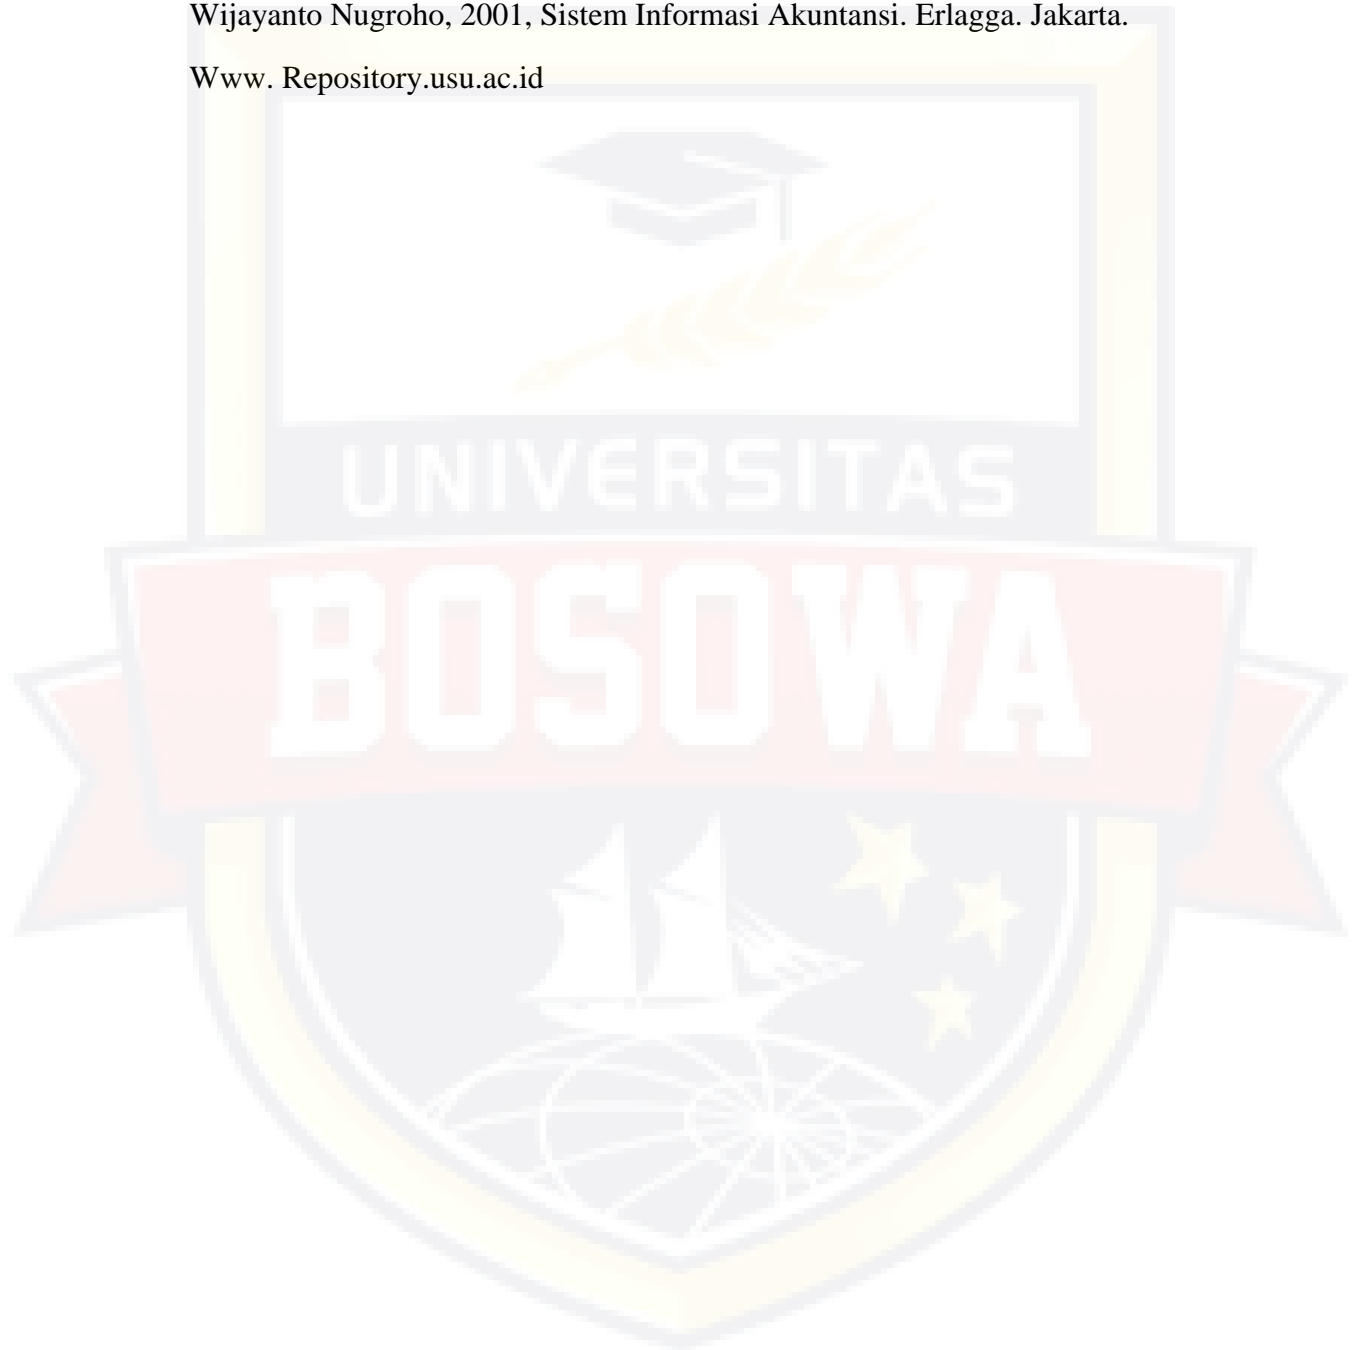 Wijayanto Nugroho, 2001, Sistem Informasi Akuntansi. Erlagga. Jakarta.
Www. Repository.usu.ac.id
UNIVERSITAS
BOSOWA